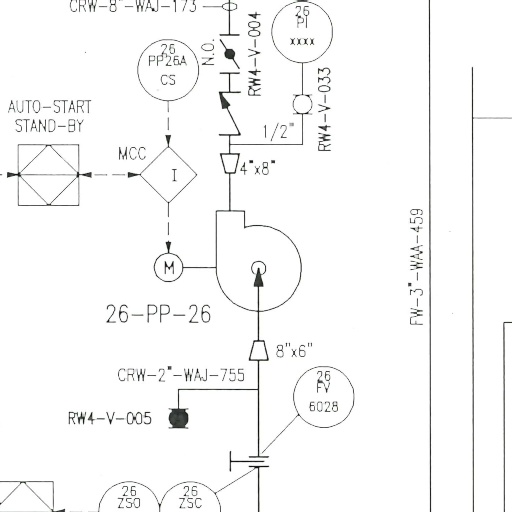 CRW-8"-WAJ-173
26
PI
xxxx
N.O.
RW4-V-004
26
PP26A
CS
RW4-V-033
AUTO-START
STAND-BY
1/2"
MCC
I
4"x8"
M
FW-3"-WAA-459
26-PP-26
8"x6"
CRW-2"-WAJ-755
26
FV
6028
RW4-V-005
26
ZSO
26
ZSC